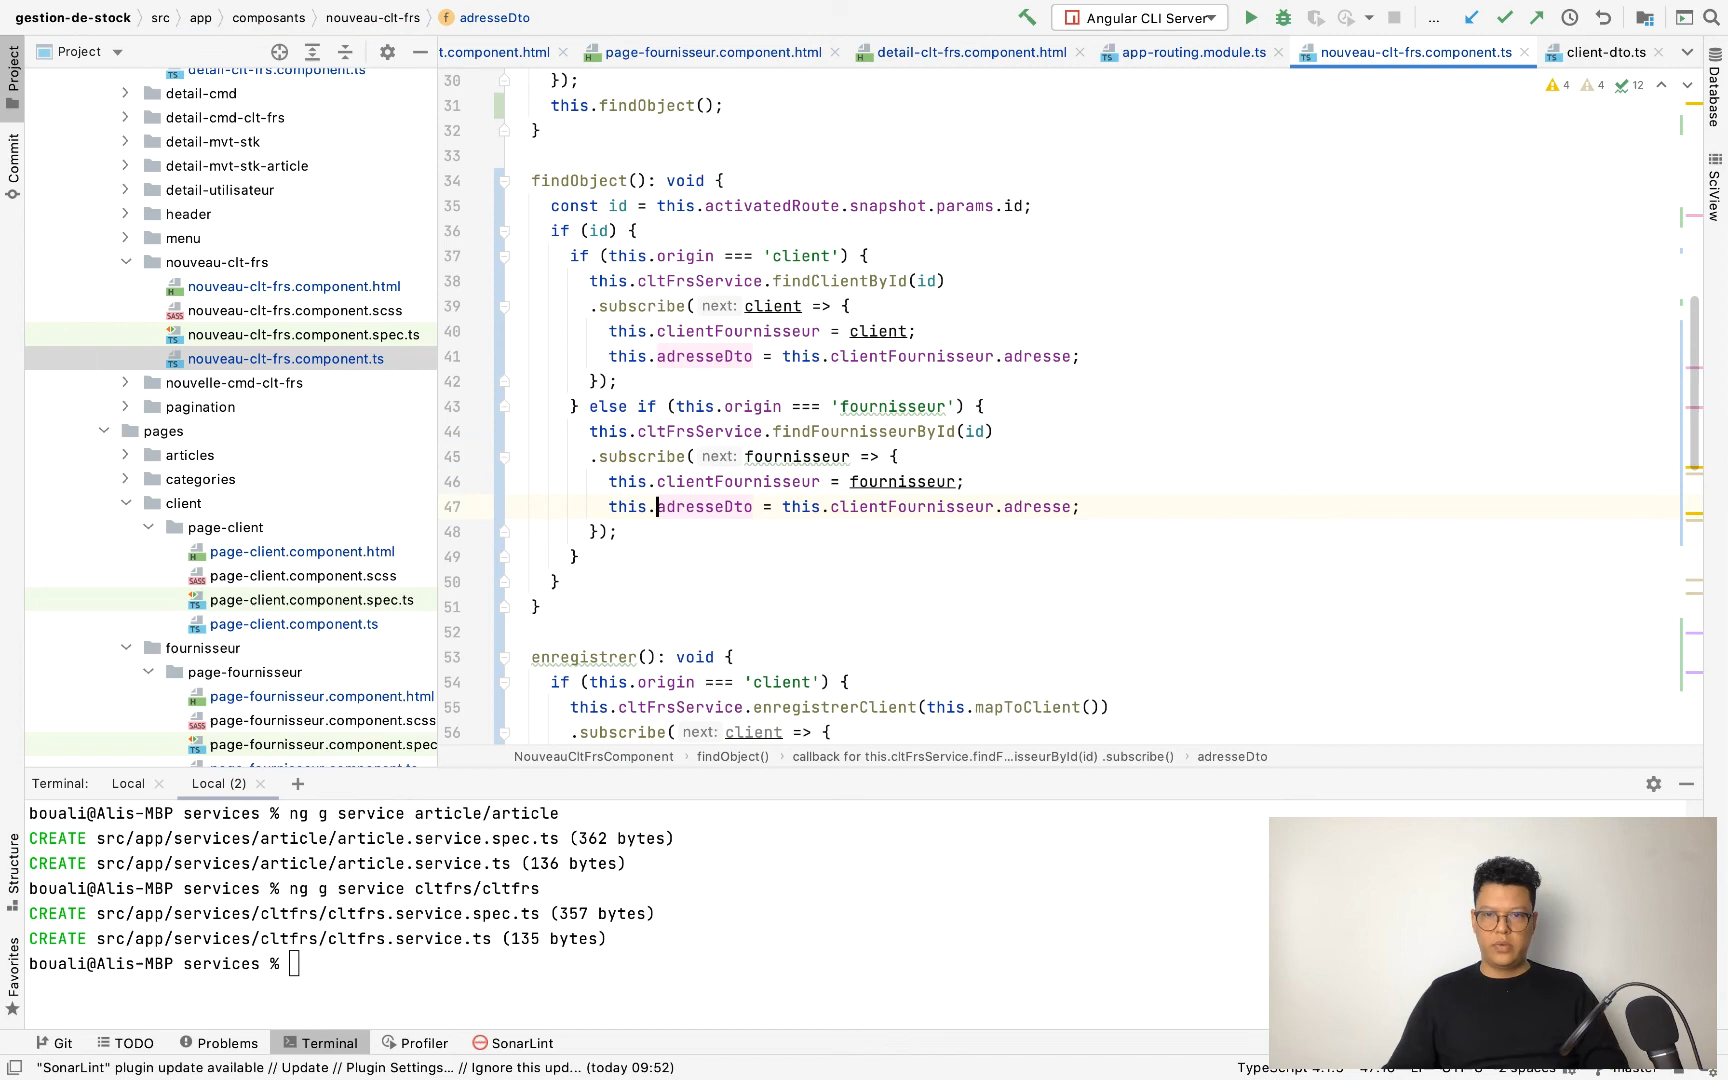 gestion-de-stock › src › app › composants › nouveau-clt-frs › adresseDto
Angular CLI Server
Project
t.component.html
page-fournisseur.component.html
detail-clt-frs.component.html
app-routing.module.ts
nouveau-clt-frs.component.ts
client-dto.ts
detail-clt-frs.component.ts
detail-cmd
detail-cmd-clt-frs
detail-mvt-stk
detail-mvt-stk-article
detail-utilisateur
header
menu
nouveau-clt-frs
nouveau-clt-frs.component.html
nouveau-clt-frs.component.scss
nouveau-clt-frs.component.spec.ts
nouveau-clt-frs.component.ts
nouvelle-cmd-clt-frs
pagination
pages
articles
categories
client
page-client
page-client.component.html
page-client.component.scss
page-client.component.spec.ts
page-client.component.ts
fournisseur
page-fournisseur
page-fournisseur.component.html
page-fournisseur.component.scss
page-fournisseur.component.spec
30 });
31 this.findObject();
32 }
33
34 findObject(): void {
35 const id = this.activatedRoute.snapshot.params.id;
36 if (id) {
37 if (this.origin === 'client') {
38 this.cltFrsService.findClientById(id)
39 .subscribe( next: client => {
40 this.clientFournisseur = client;
41 this.adresseDto = this.clientFournisseur.adresse;
42 });
43 } else if (this.origin === 'fournisseur') {
44 this.cltFrsService.findFournisseurById(id)
45 .subscribe( next: fournisseur => {
46 this.clientFournisseur = fournisseur;
47 this.adresseDto = this.clientFournisseur.adresse;
48 });
49 }
50 }
51 }
52
53 enregistrer(): void {
54 if (this.origin === 'client') {
55 this.cltFrsService.enregistrerClient(this.mapToClient())
56 .subscribe( next: client => {
4 4 12
NouveauCltFrsComponent › findObject() › callback for this.cltFrsService.findF...isseurById(id) .subscribe() › adresseDto
Project
Commit
Structure
Favorites
Database
SciView
Terminal: Local Local (2)
bouali@Alis-MBP services % ng g service article/article
CREATE src/app/services/article/article.service.spec.ts (362 bytes)
CREATE src/app/services/article/article.service.ts (136 bytes)
bouali@Alis-MBP services % ng g service cltfrs/cltfrs
CREATE src/app/services/cltfrs/cltfrs.service.spec.ts (357 bytes)
CREATE src/app/services/cltfrs/cltfrs.service.ts (135 bytes)
bouali@Alis-MBP services %
Git TODO Problems Terminal Profiler SonarLint
"SonarLint" plugin update available // Update // Plugin Settings... // Ignore this upd... (today 09:52)